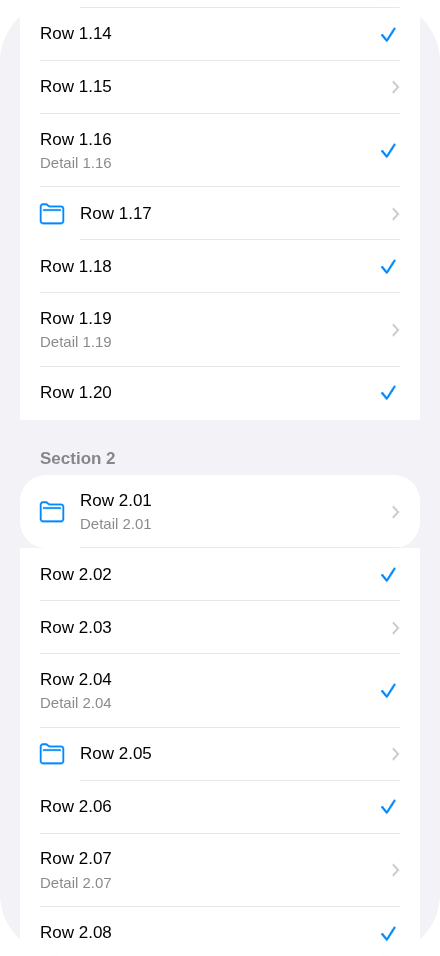 Row 1.14
Row 1.15
Row 1.16
Detail 1.16
Row 1.17
Row 1.18
Row 1.19
Detail 1.19
Row 1.20
Section 2
Row 2.01
Detail 2.01
Row 2.02
Row 2.03
Row 2.04
Detail 2.04
Row 2.05
Row 2.06
Row 2.07
Detail 2.07
Row 2.08